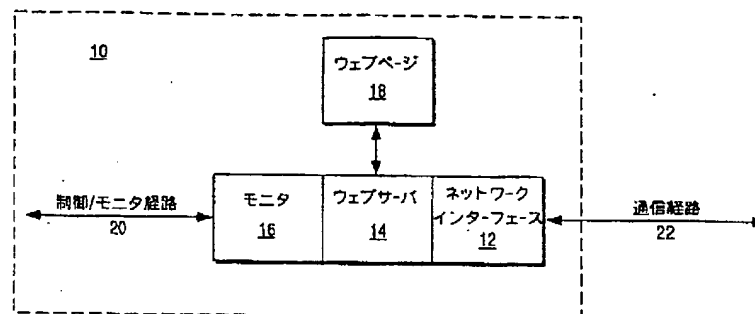 10
ウェブページ
18
制御/モニタ経路
20
モニタ
16
ウェブサーバ
14
ネットワーク
インターフェース
12
通信経路
22